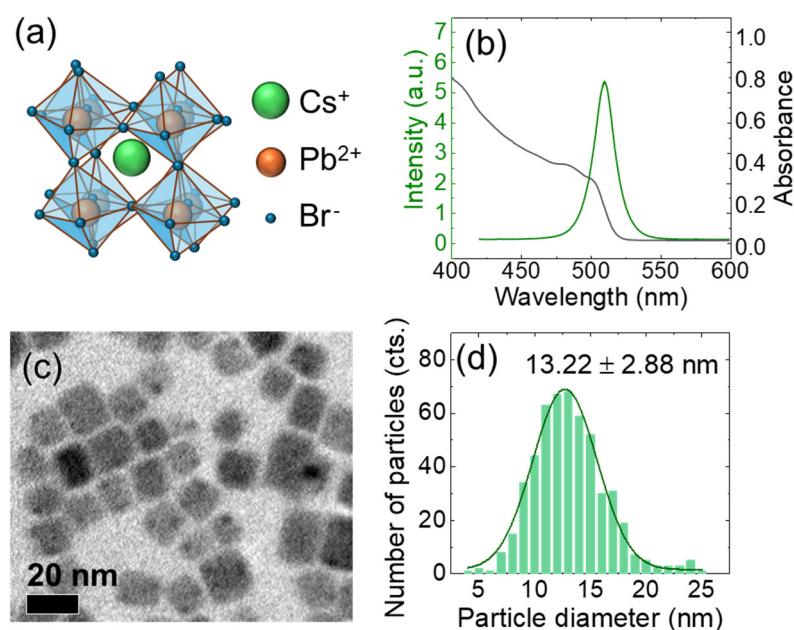 (a)
Cs⁺
Pb²⁺
Br⁻
(b)
Intensity (a.u.)
7
6
5
4
3
2
1
0
1.0
0.8
0.6
0.4
0.2
0.0
Absorbance
400 450 500 550 600
Wavelength (nm)
(c)
20 nm
(d)
13.22 ± 2.88 nm
Number of particles (cts.)
80
60
40
20
0
5 10 15 20 25
Particle diameter (nm)